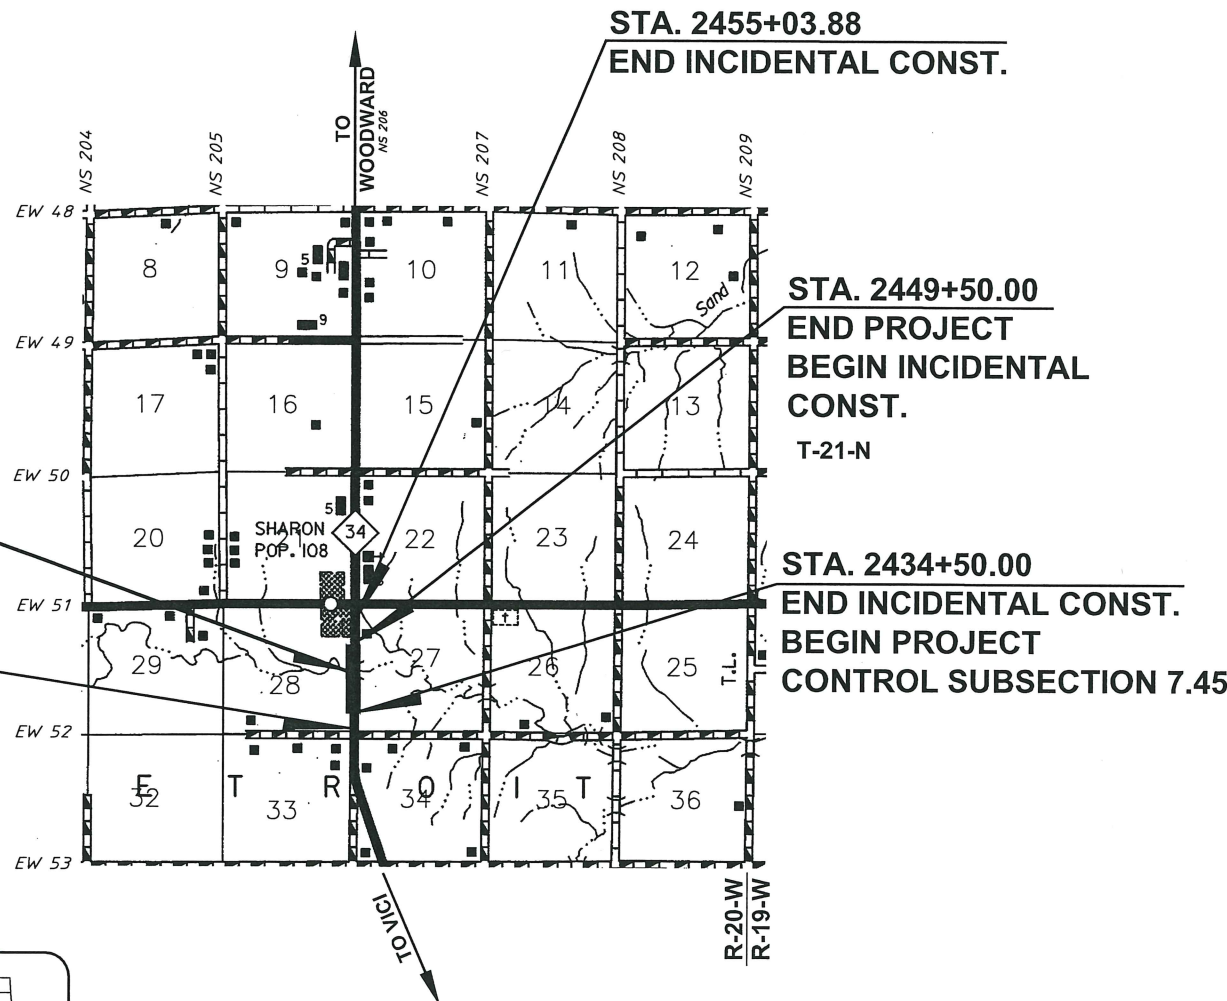 STA. 2455+03.88
END INCIDENTAL CONST.
TO
WOODWARD
NS 206
NS 204
NS 205
NS 207
NS 208
NS 209
EW 48
8
9
10
11
12
5
Sand
9
STA. 2449+50.00
END PROJECT
BEGIN INCIDENTAL
CONST.
T-21-N
EW 49
17
16
15
14
13
EW 50
5
SHARON
POP. 108
34
20
21
22
23
24
STA. 2434+50.00
END INCIDENTAL CONST.
BEGIN PROJECT
CONTROL SUBSECTION 7.45
EW 51
29
28
27
26
25
T.L.
EW 52
E T R O I T
32
33
34
35
36
EW 53
TO VICI
R-20-W
R-19-W